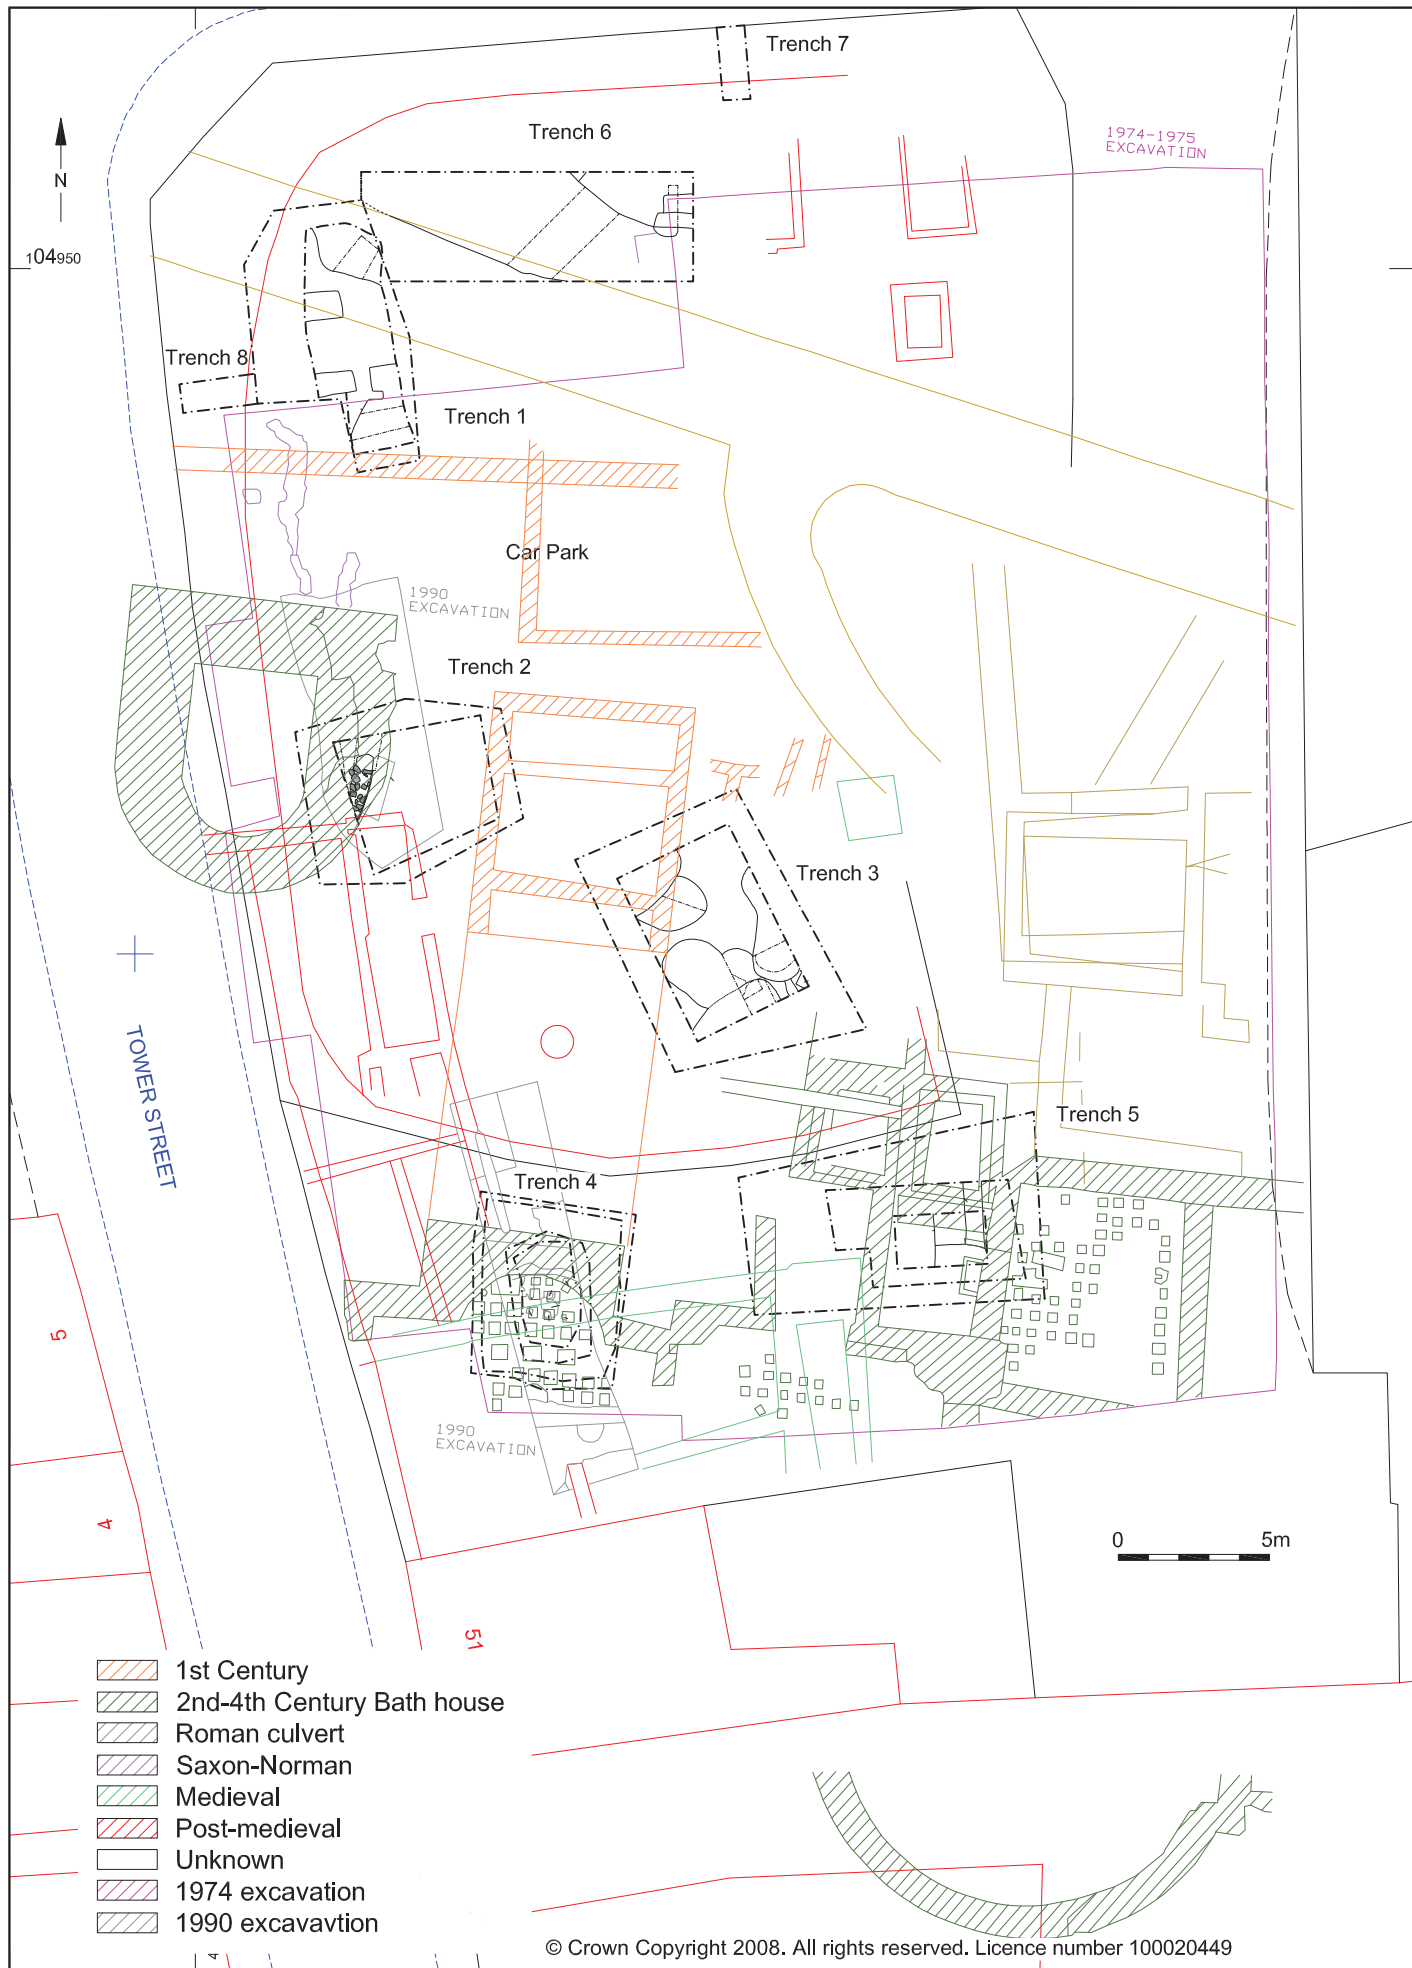 Trench 7
Trench 6
1974-1975
EXCAVATION
N
104950
Trench 8
Trench 1
Car Park
1990
EXCAVATION
Trench 2
Trench 3
TOWER STREET
Trench 5
Trench 4
5
1990
EXCAVATION
4
0 5m
51
1st Century
2nd-4th Century Bath house
Roman culvert
Saxon-Norman
Medieval
Post-medieval
Unknown
1974 excavation
1990 excavavtion
© Crown Copyright 2008. All rights reserved. Licence number 100020449